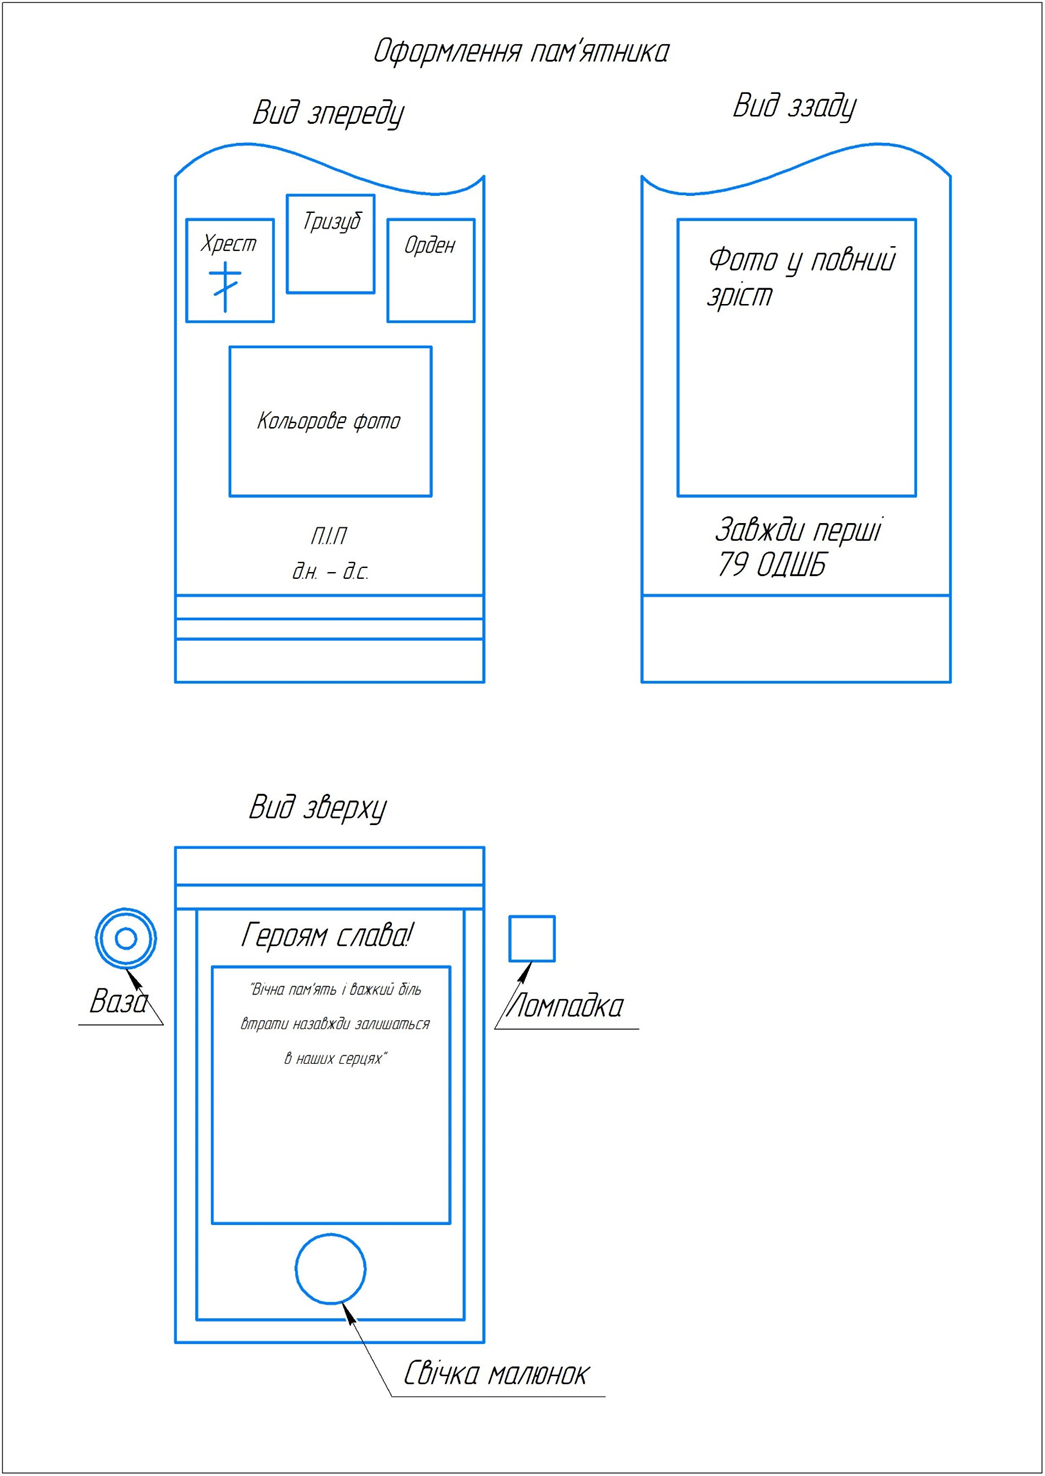 Оформлення пам'ятника
Вид зпереду
Вид ззаду
Хрест
Тризуб
Орден
Кольорове фото
П.І.П
д.н. – д.с.
Фото у повний
зріст
Завжди перші
79 ОДШБ
Вид зверху
Героям слава!
"Вічна пам'ять і важкий біль
втрати назавжди залишаться
в наших серцях"
Ваза
Ломпадка
Свічка малюнок